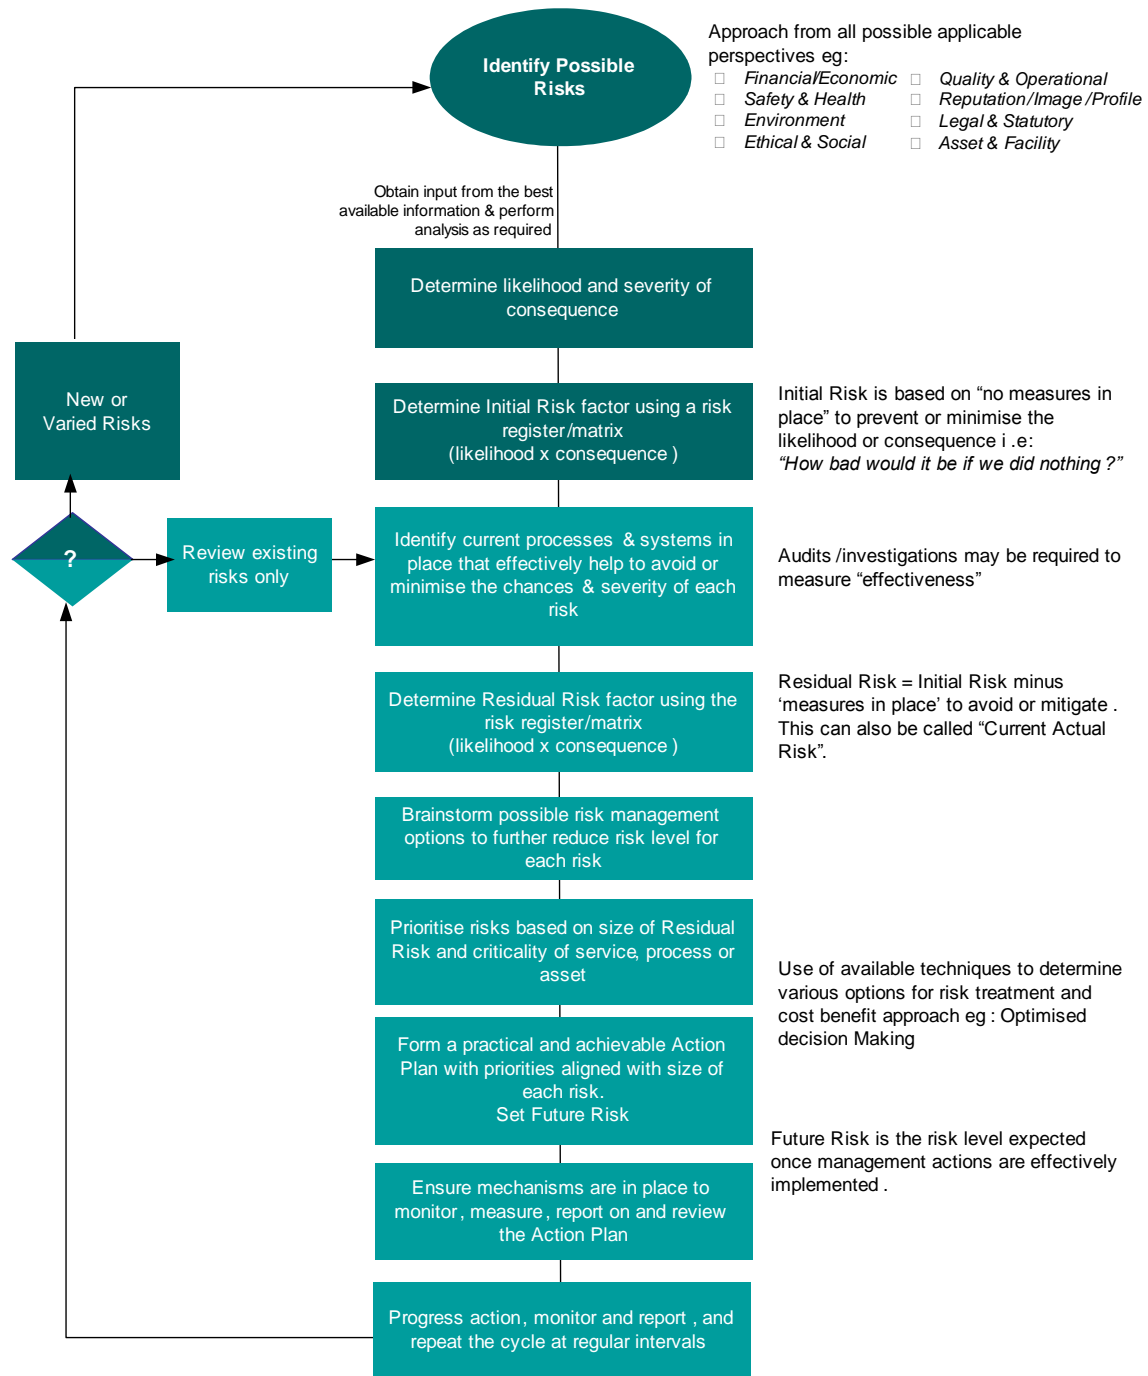 Identify Possible
Risks
Approach from all possible applicable
perspectives eg:
Financial/Economic
Safety & Health
Environment
Ethical & Social
Quality & Operational
Reputation/Image/Profile
Legal & Statutory
Asset & Facility
Obtain input from the best
available information & perform
analysis as required
Determine likelihood and severity of
consequence
New or
Varied Risks
Determine Initial Risk factor using a risk
register/matrix
(likelihood x consequence )
Initial Risk is based on “no measures in
place” to prevent or minimise the
likelihood or consequence i .e:
“How bad would it be if we did nothing ?”
?
Review existing
risks only
Identify current processes & systems in
place that effectively help to avoid or
minimise the chances & severity of each
risk
Audits /investigations may be required to
measure “effectiveness”
Determine Residual Risk factor using the
risk register/matrix
(likelihood x consequence )
Residual Risk = Initial Risk minus
‘measures in place’ to avoid or mitigate .
This can also be called “Current Actual
Risk”.
Brainstorm possible risk management
options to further reduce risk level for
each risk
Prioritise risks based on size of Residual
Risk and criticality of service, process or
asset
Use of available techniques to determine
various options for risk treatment and
cost benefit approach eg : Optimised
decision Making
Form a practical and achievable Action
Plan with priorities aligned with size of
each risk.
Set Future Risk
Future Risk is the risk level expected
once management actions are effectively
implemented .
Ensure mechanisms are in place to
monitor , measure , report on and review
the Action Plan
Progress action, monitor and report , and
repeat the cycle at regular intervals